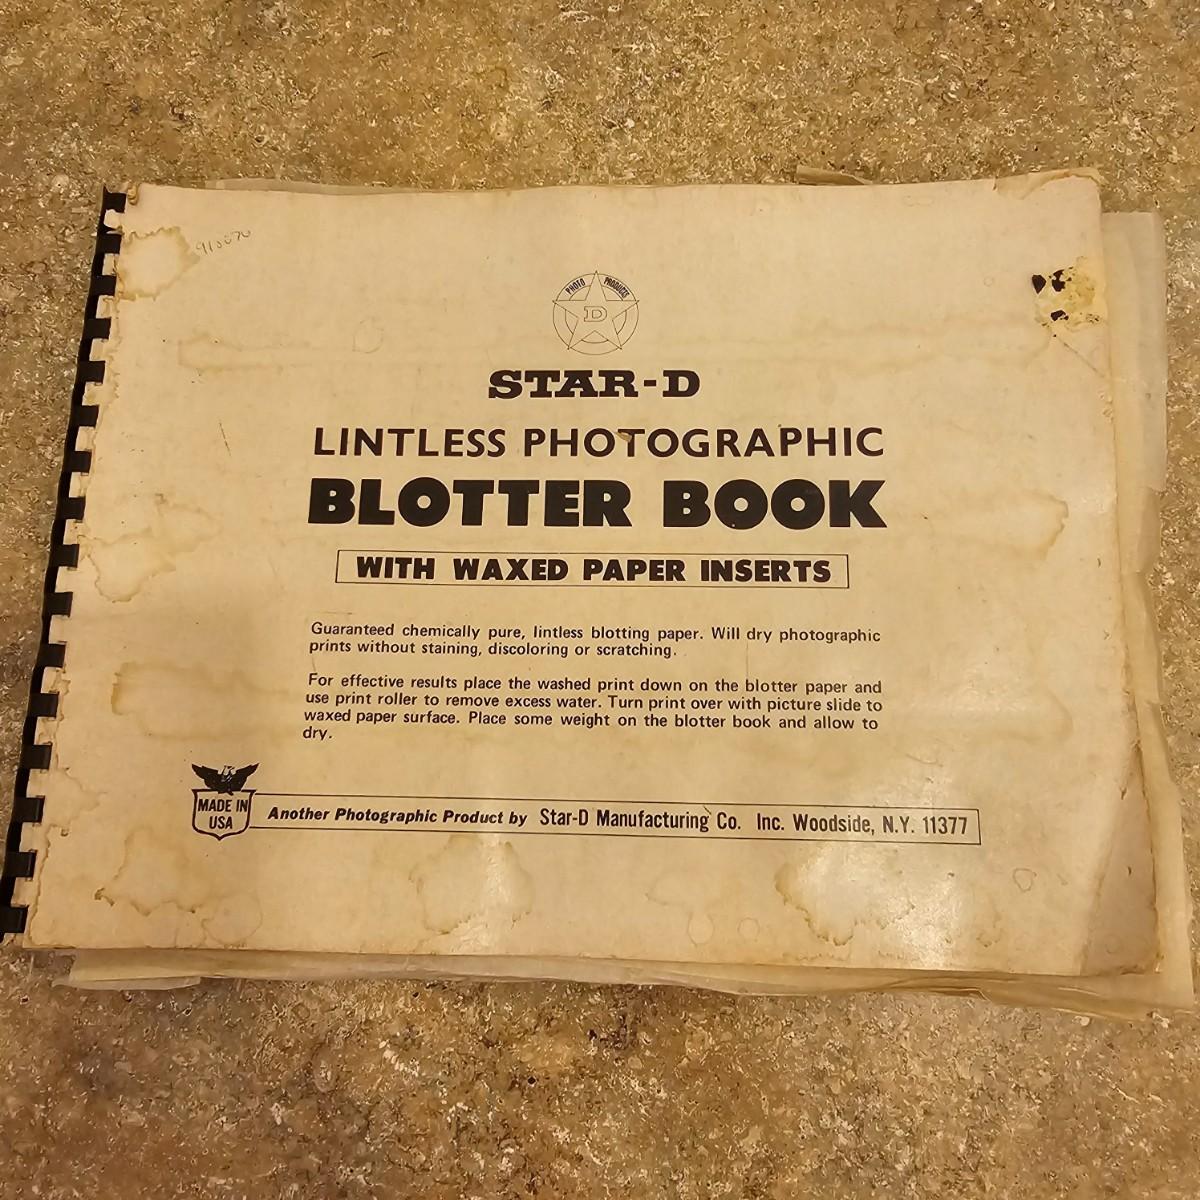 PHOTO PRODUCTS
D
STAR-D
LINTLESS PHOTOGRAPHIC
BLOTTER BOOK
WITH WAXED PAPER INSERTS
Guaranteed chemically pure, lintless blotting paper. Will dry photographic
prints without staining, discoloring or scratching.
For effective results place the washed print down on the blotter paper and
use print roller to remove excess water. Turn print over with picture slide to
waxed paper surface. Place some weight on the blotter book and allow to
dry.
MADE IN
USA
Another Photographic Product by Star-D Manufacturing Co. Inc. Woodside, N.Y. 11377